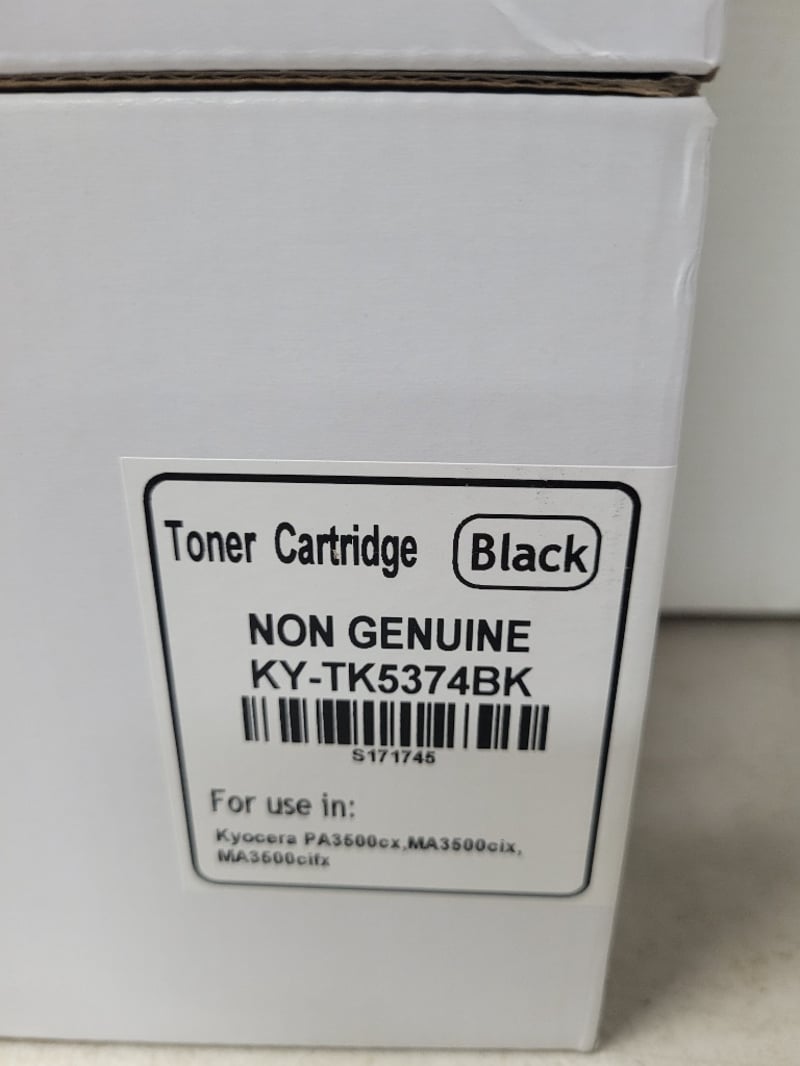 Toner Cartridge Black
NON GENUINE
KY-TK5374BK
S171745
For use in:
Kyocera PA3500cx,MA3500cix,
MA3500cifx